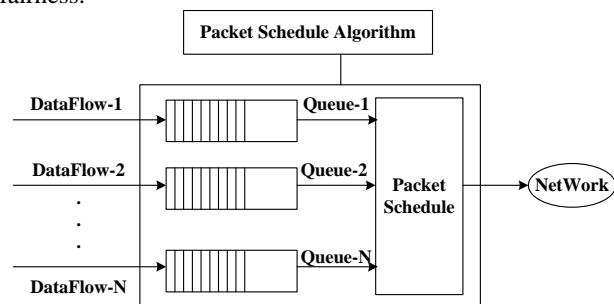 fairness.
Packet Schedule Algorithm
DataFlow-1
Queue-1
DataFlow-2
Queue-2
Packet
Schedule
NetWork
.
.
.
Queue-N
DataFlow-N